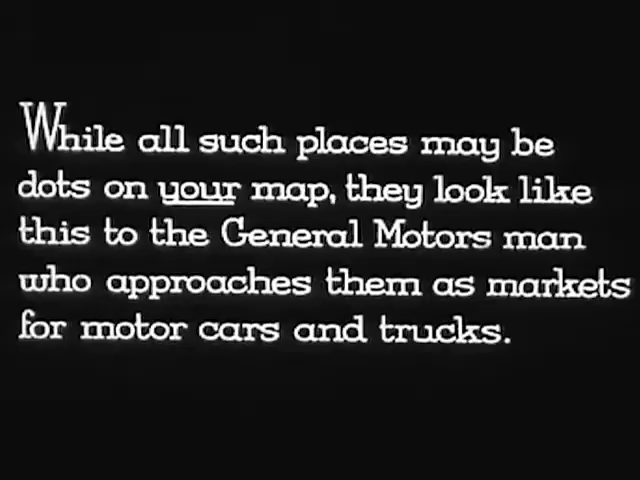 While all such places may be
dots on your map, they look like
this to the General Motors man
who approaches them as markets
for motor cars and trucks.